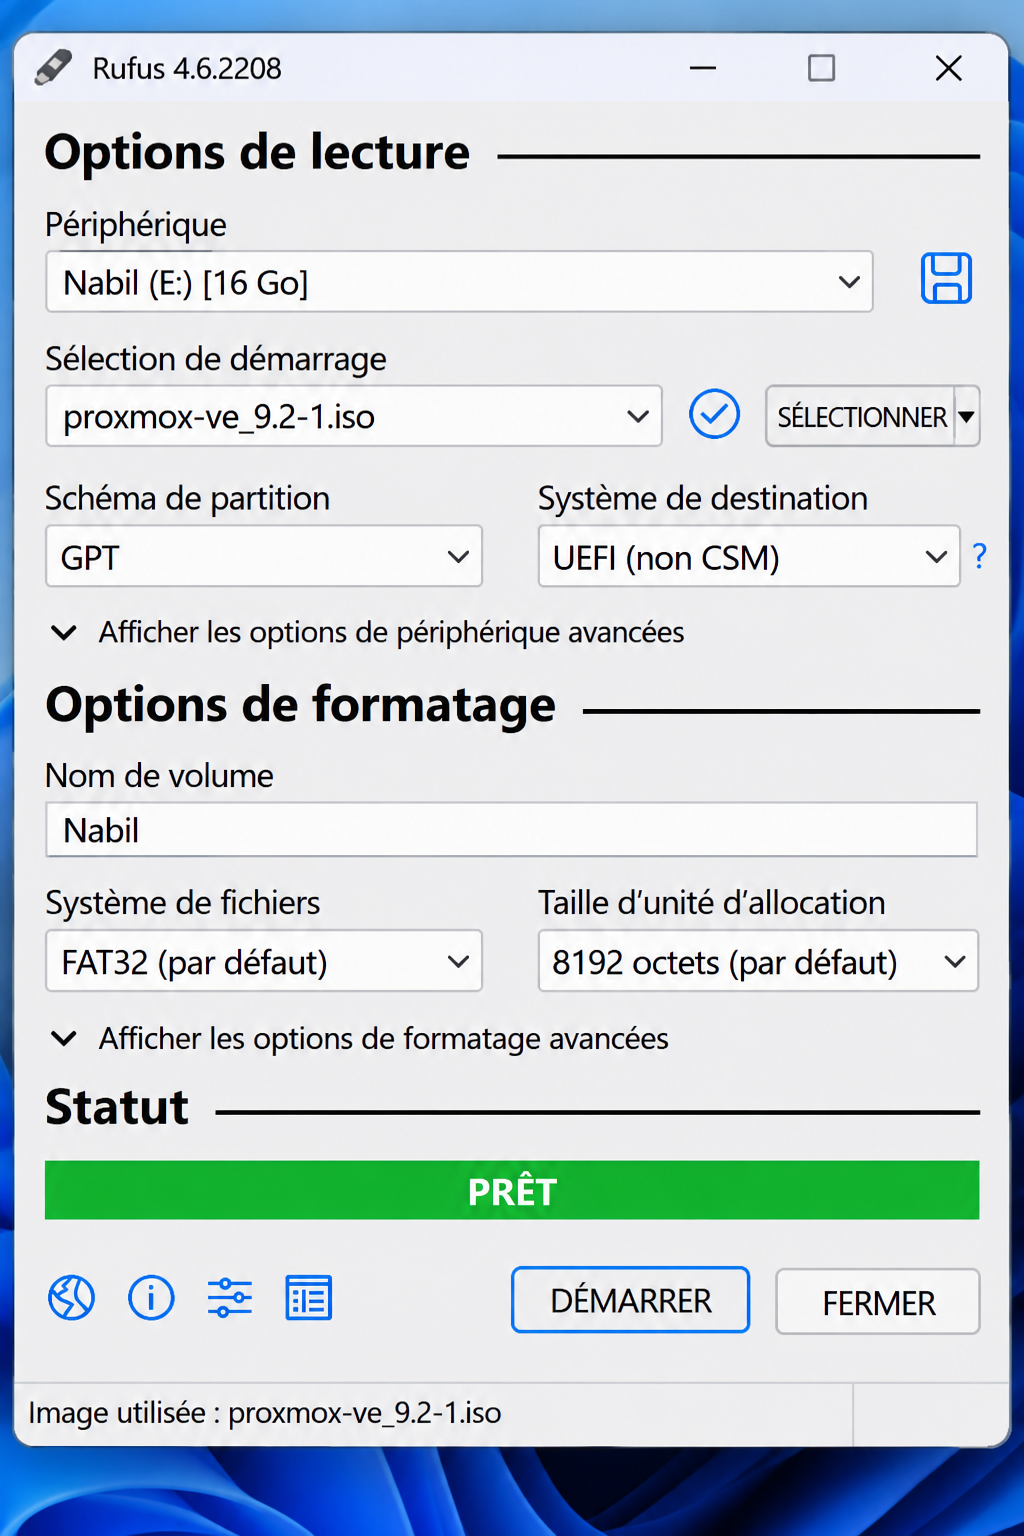 Rufus 4.6.2208
Options de lecture
Périphérique
Nabil (E:) [16 Go]
Sélection de démarrage
proxmox-ve_9.2-1.iso
SÉLECTIONNER
Schéma de partition
Système de destination
GPT
UEFI (non CSM)
?
Afficher les options de périphérique avancées
Options de formatage
Nom de volume
Nabil
Système de fichiers
Taille d’unité d’allocation
FAT32 (par défaut)
8192 octets (par défaut)
Afficher les options de formatage avancées
Statut
PRÊT
DÉMARRER
FERMER
Image utilisée : proxmox-ve_9.2-1.iso